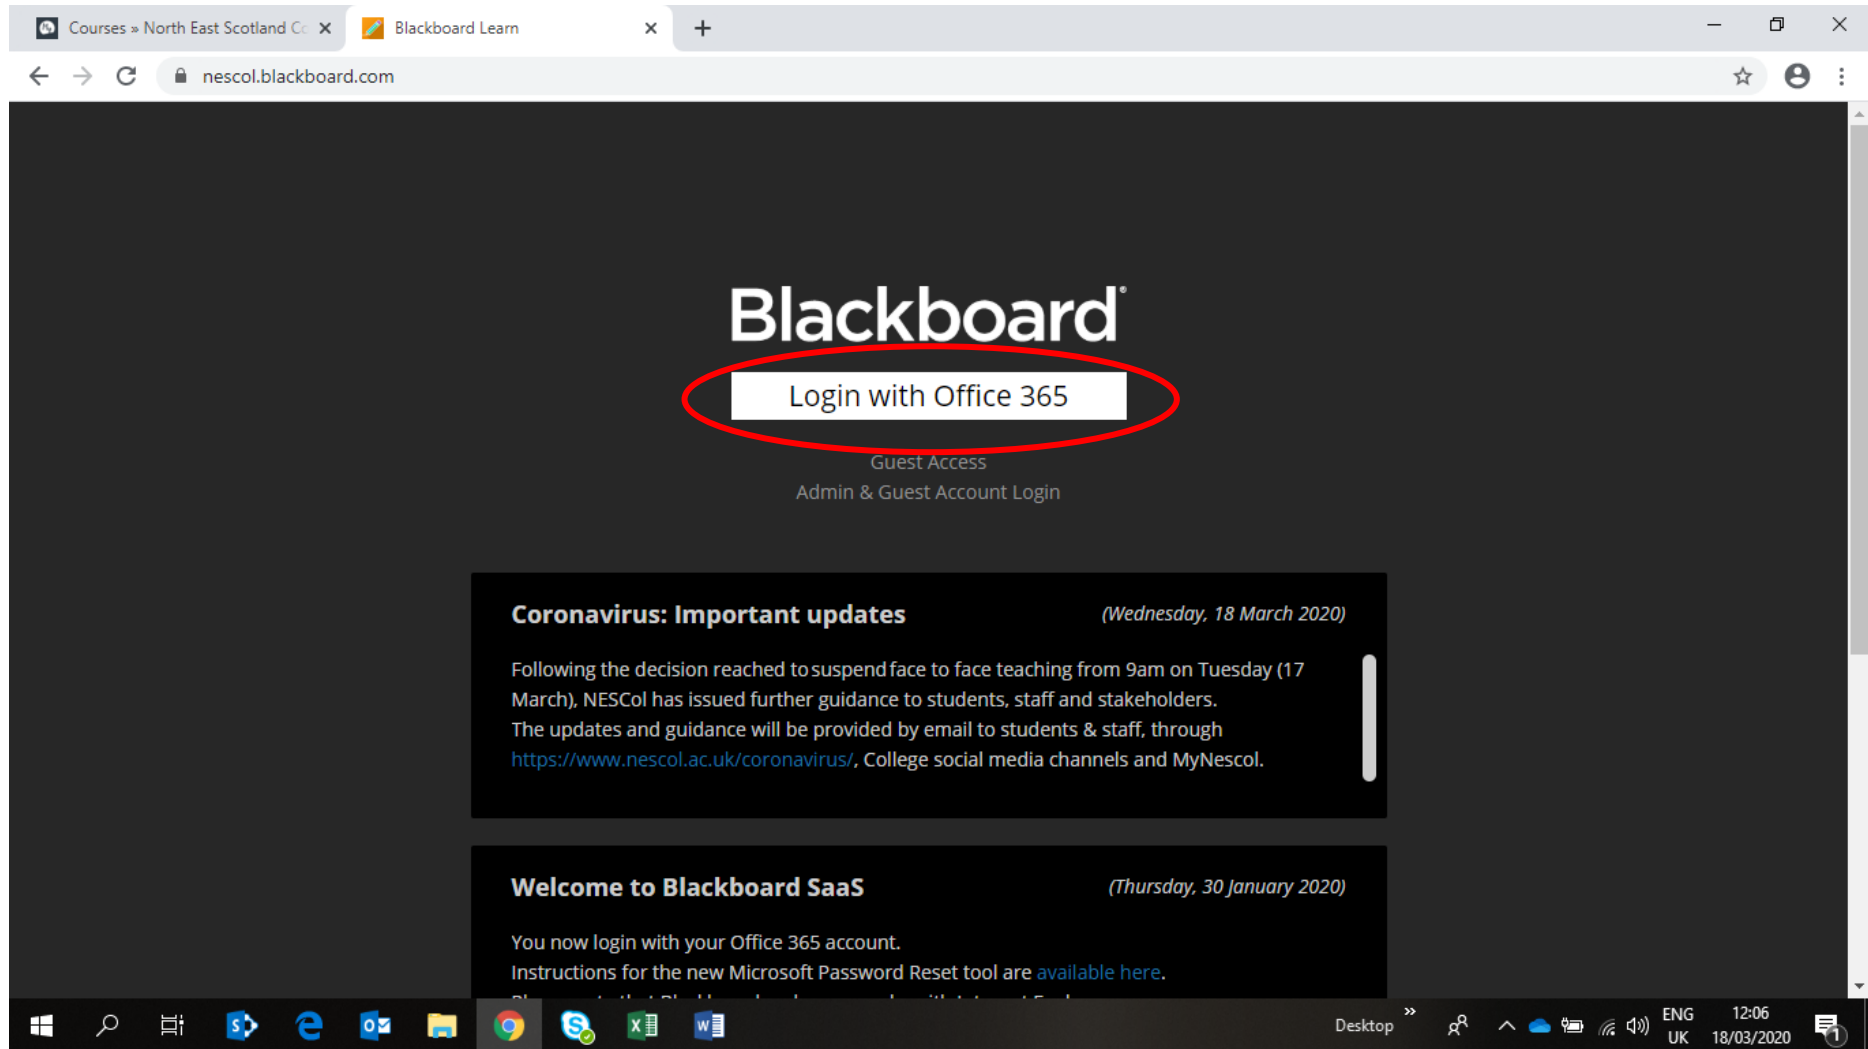 Courses » North East Scotland Co
Blackboard Learn
nescol.blackboard.com
Blackboard
Login with Office 365
Guest Access
Admin & Guest Account Login
Coronavirus: Important updates
(Wednesday, 18 March 2020)
Following the decision reached to suspend face to face teaching from 9am on Tuesday (17
March), NESCol has issued further guidance to students, staff and stakeholders.
The updates and guidance will be provided by email to students & staff, through
https://www.nescol.ac.uk/coronavirus/, College social media channels and MyNescol.
Welcome to Blackboard SaaS
(Thursday, 30 January 2020)
You now login with your Office 365 account.
Instructions for the new Microsoft Password Reset tool are available here.
Desktop
ENG
UK
12:06
18/03/2020
1